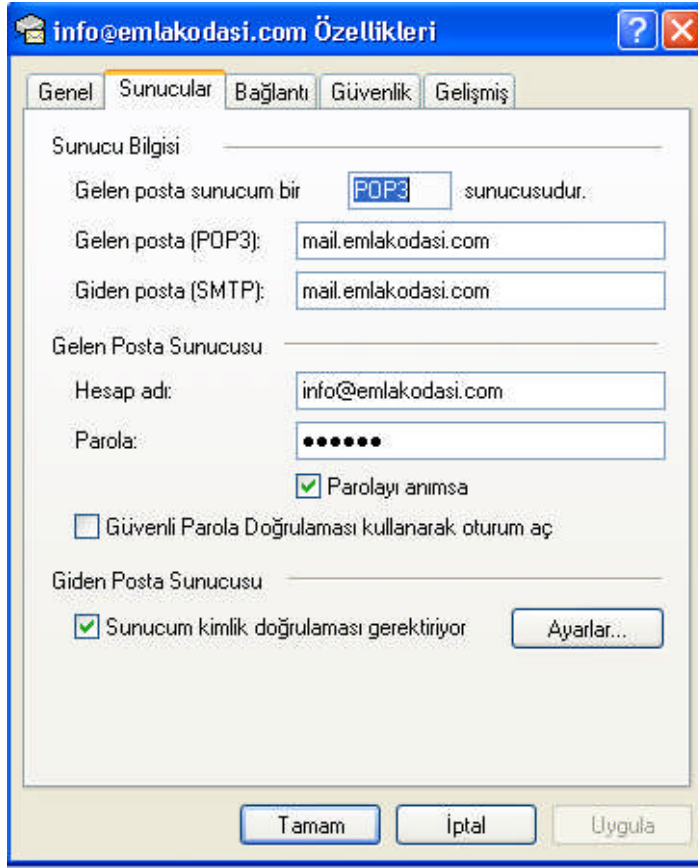 info@emlakodasi.com Özellikleri
Genel Sunucular Bağlantı Güvenlik Gelişmiş
Sunucu Bilgisi
Gelen posta sunucum bir POP3 sunucusudur.
Gelen posta (POP3): mail.emlakodasi.com
Giden posta (SMTP): mail.emlakodasi.com
Gelen Posta Sunucusu
Hesap adı: info@emlakodasi.com
Parola: ●●●●●●
Parolayı anımsa
Güvenli Parola Doğrulaması kullanarak oturum aç
Giden Posta Sunucusu
Sunucum kimlik doğrulaması gerektiriyor Ayarlar...
Tamam İptal Uygula